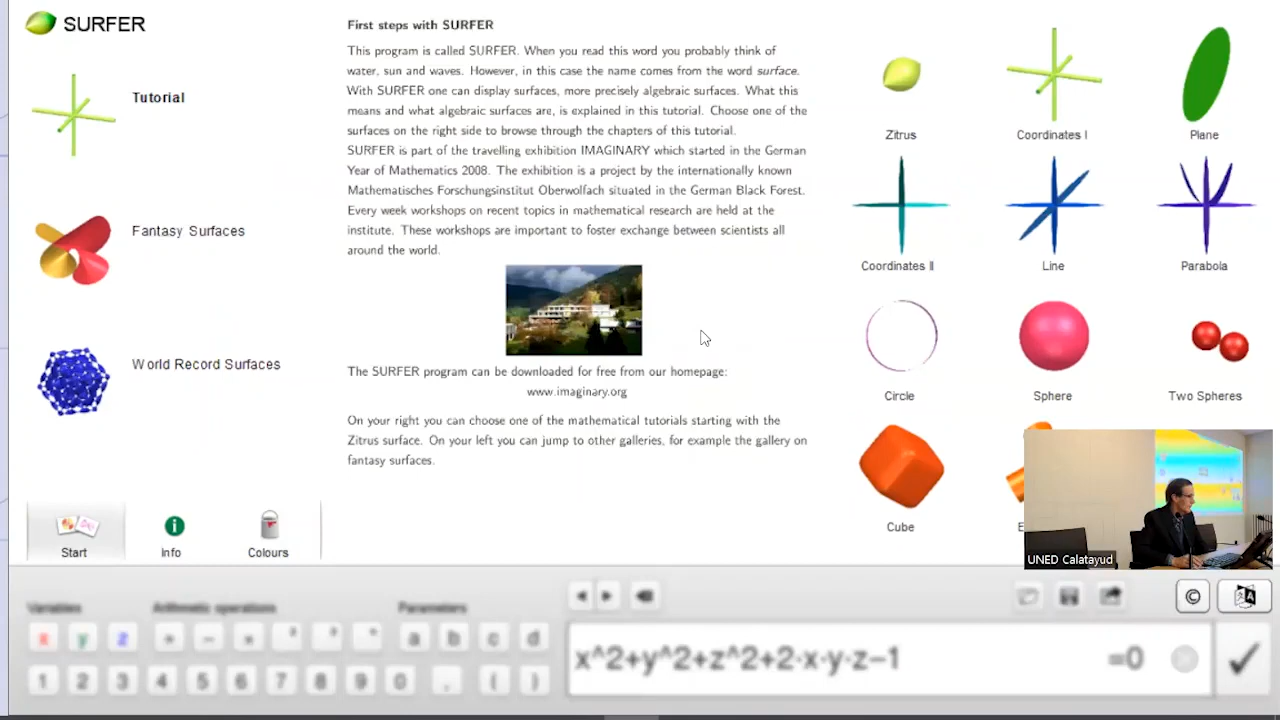 SURFER
Tutorial
Fantasy Surfaces
World Record Surfaces
Start
Info
Colours
First steps with SURFER
This program is called SURFER. When you read this word you probably think of
water, sun and waves. However, in this case the name comes from the word surface.
With SURFER one can display surfaces, more precisely algebraic surfaces. What this
means and what algebraic surfaces are, is explained in this tutorial. Choose one of the
surfaces on the right side to browse through the chapters of this tutorial.
SURFER is part of the travelling exhibition IMAGINARY which started in the German
Year of Mathematics 2008. The exhibition is a project by the internationally known
Mathematisches Forschungsinstitut Oberwolfach situated in the German Black Forest.
Every week workshops on recent topics in mathematical research are held at the
institute. These workshops are important to foster exchange between scientists all
around the world.
The SURFER program can be downloaded for free from our homepage:
www.imaginary.org
On your right you can choose one of the mathematical tutorials starting with the
Zitrus surface. On your left you can jump to other galleries, for example the gallery on
fantasy surfaces.
Zitrus
Coordinates I
Plane
Coordinates II
Line
Parabola
Circle
Sphere
Two Spheres
Cube
UNED Calatayud
Variables
Arithmetic operations
Parameters
x y z + − × a b c d
1 2 3 4 5 6 7 8 9 0 , ( )
x^2+y^2+z^2+2·x·y·z−1
=0
©
A